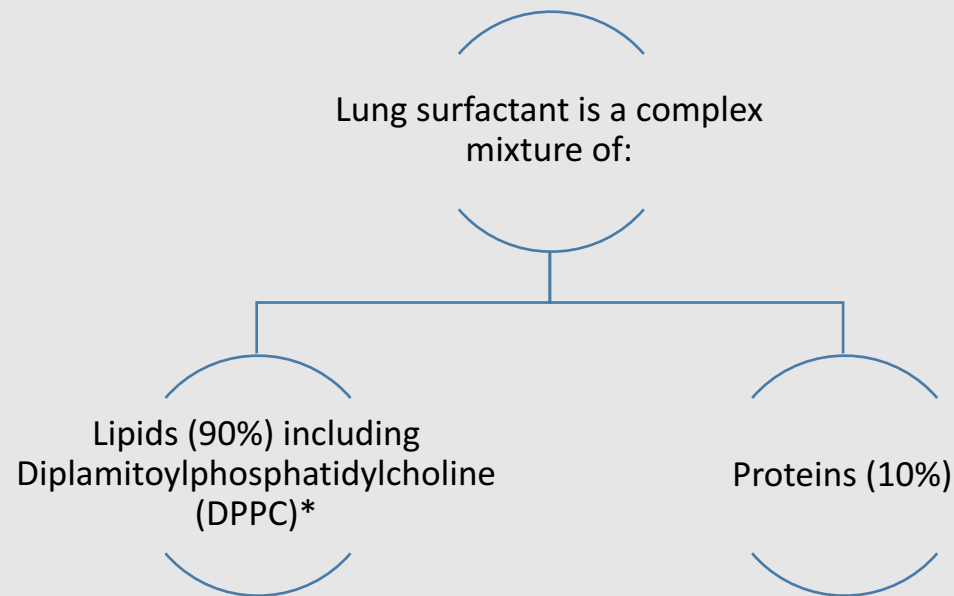 Lung surfactant is a complex
mixture of:
Lipids (90%) including
Diplamitoylphosphatidylcholine
(DPPC)*
Proteins (10%)